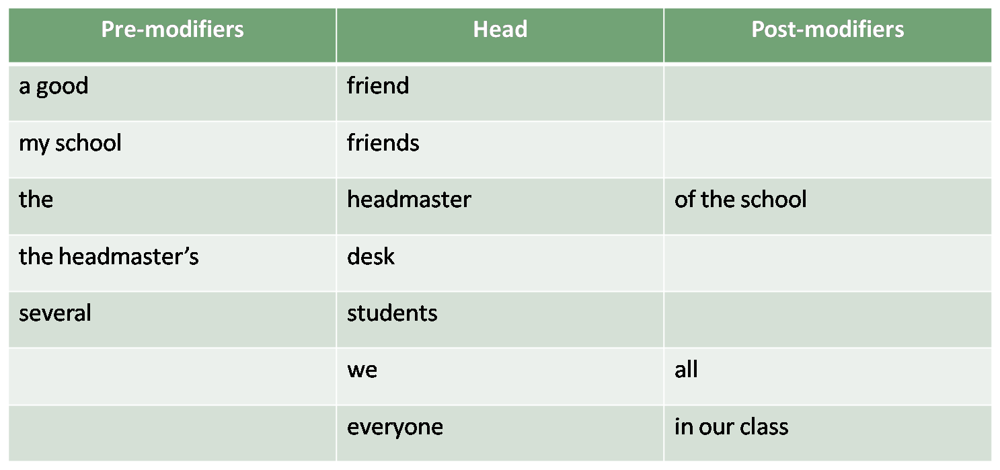 Pre-modifiers Head Post-modifiers
a good friend
my school friends
the headmaster of the school
the headmaster’s desk
several students
we all
everyone in our class